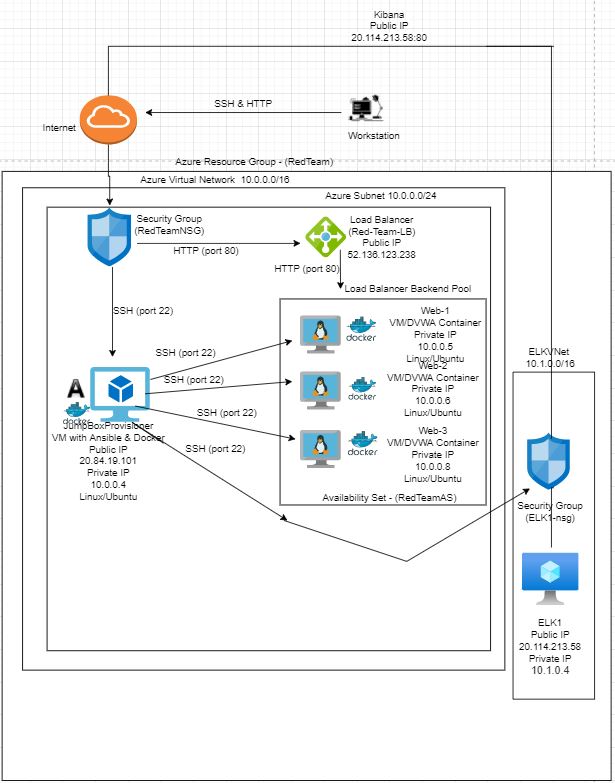 Kibana
Public IP
20.114.213.58:80
SSH & HTTP
Internet
Workstation
Azure Resource Group - (RedTeam)
Azure Virtual Network 10.0.0.0/16
Azure Subnet 10.0.0.0/24
Security Group
(RedTeamNSG)
HTTP (port 80)
Load Balancer
(Red-Team-LB)
Public IP
52.136.123.238
HTTP (port 80)
Load Balancer Backend Pool
SSH (port 22)
Web-1
VM/DVWA Container
Private IP
10.0.0.5
Linux/Ubuntu
docker
SSH (port 22)
Web-2
VM/DVWA Container
Private IP
10.0.0.6
Linux/Ubuntu
docker
SSH (port 22)
Web-3
VM/DVWA Container
Private IP
10.0.0.8
Linux/Ubuntu
docker
SSH (port 22)
SSH (port 22)
Availability Set - (RedTeamAS)
A
docker
JumpBoxProvisioner
VM with Ansible & Docker
Public IP
20.84.19.101
Private IP
10.0.0.4
Linux/Ubuntu
ELKVNet
10.1.0.0/16
Security Group
(ELK1-nsg)
ELK1
Public IP
20.114.213.58
Private IP
10.1.0.4